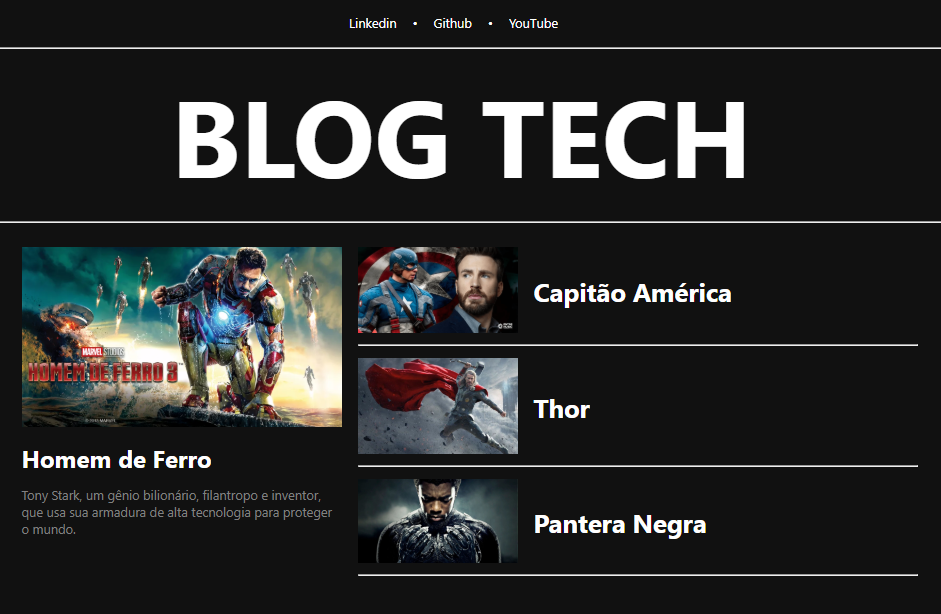 Linkedin • Github • YouTube
BLOG TECH
MARVEL STUDIOS
HOMEM DE FERRO 3
Homem de Ferro
Tony Stark, um gênio bilionário, filantropo e inventor,
que usa sua armadura de alta tecnologia para proteger
o mundo.
Capitão América
Thor
Pantera Negra